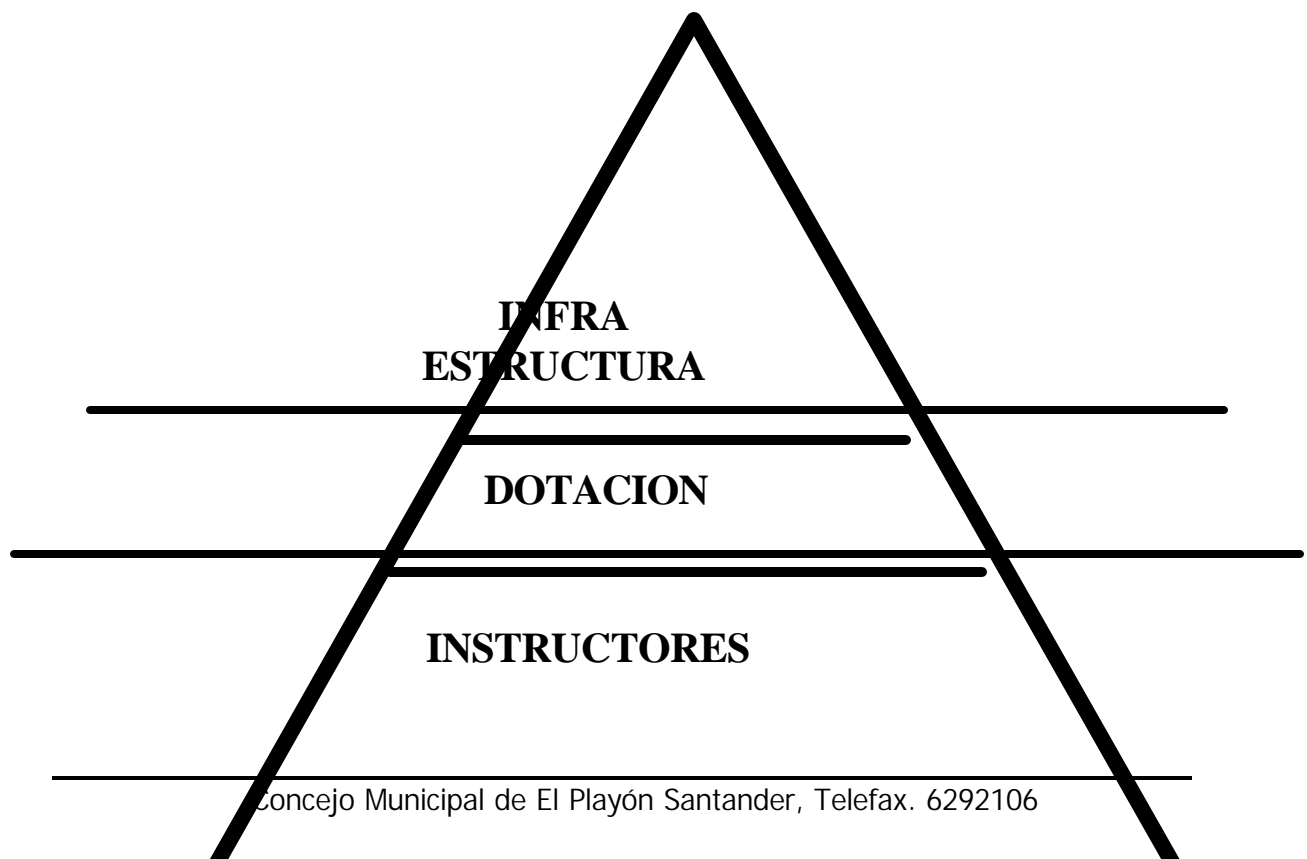 INFRA
ESTRUCTURA
DOTACION
INSTRUCTORES
Concejo Municipal de El Playón Santander, Telefax. 6292106